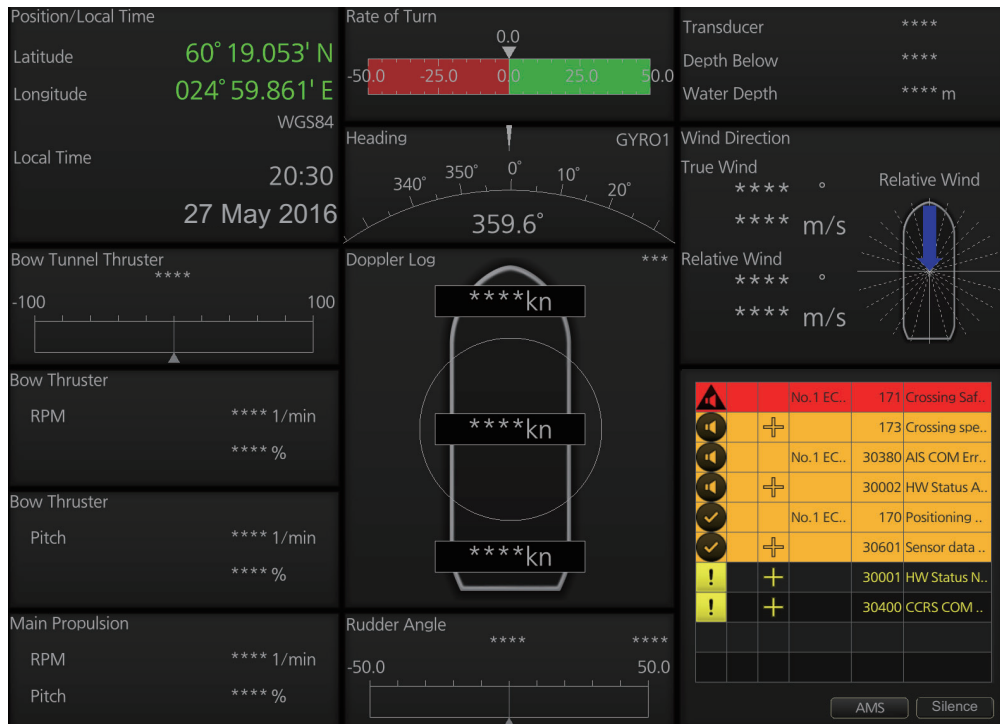 Position/Local Time
Latitude 60° 19.053' N
Longitude 024° 59.861' E
WGS84
Local Time
20:30
27 May 2016
Rate of Turn
0.0
-50.0 -25.0 0.0 25.0 50.0
Heading GYRO1
340° 350° 0° 10° 20°
359.6°
Transducer ****
Depth Below ****
Water Depth **** m
Wind Direction
True Wind
**** °
**** m/s
Relative Wind
**** °
**** m/s
Relative Wind
Bow Tunnel Thruster
****
-100 100
Bow Thruster
RPM **** 1/min
**** %
Bow Thruster
Pitch **** 1/min
**** %
Main Propulsion
RPM **** 1/min
Pitch **** %
Doppler Log ***
****kn
****kn
****kn
Rudder Angle
**** ****
-50.0 50.0
No.1 EC.. 171 Crossing Saf..
173 Crossing spe..
No.1 EC.. 30380 AIS COM Err..
30002 HW Status A..
No.1 EC.. 170 Positioning ..
30601 Sensor data ..
! 30001 HW Status N..
! 30400 CCRS COM ..
AMS Silence